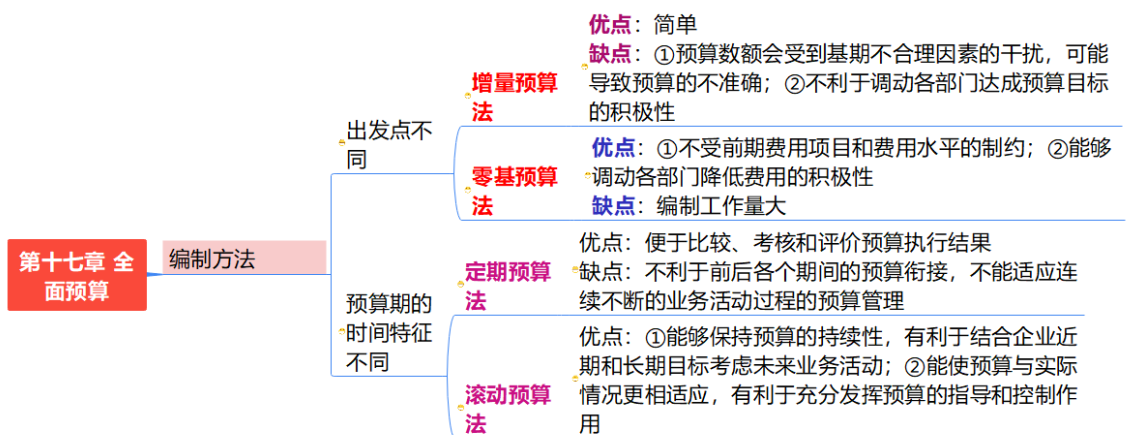 第十七章 全
面预算
编制方法
出发点不
同
增量预算
法
优点：简单
缺点：①预算数额会受到基期不合理因素的干扰，可能
导致预算的不准确；②不利于调动各部门达成预算目标
的积极性
零基预算
法
优点：①不受前期费用项目和费用水平的制约；②能够
调动各部门降低费用的积极性
缺点：编制工作量大
预算期的
时间特征
不同
定期预算
法
优点：便于比较、考核和评价预算执行结果
缺点：不利于前后各个期间的预算衔接，不能适应连
续不断的业务活动过程的预算管理
滚动预算
法
优点：①能够保持预算的持续性，有利于结合企业近
期和长期目标考虑未来业务活动；②能使预算与实际
情况更相适应，有利于充分发挥预算的指导和控制作
用